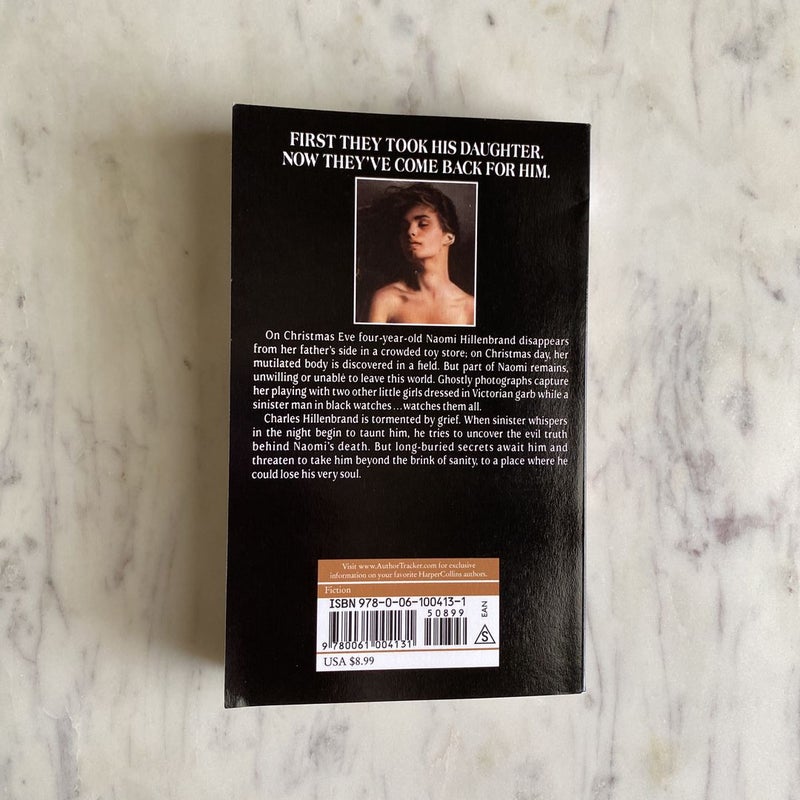 FIRST THEY TOOK HIS DAUGHTER.
NOW THEY'VE COME BACK FOR HIM.
On Christmas Eve four-year-old Naomi Hillenbrand disappears
from her father's side in a crowded toy store; on Christmas day, her
mutilated body is discovered in a field. But part of Naomi remains,
unwilling or unable to leave this world. Ghostly photographs capture
her playing with two other little girls dressed in Victorian garb while a
sinister man in black watches...watches them all.
Charles Hillenbrand is tormented by grief. When sinister whispers
in the night begin to taunt him, he tries to uncover the evil truth
behind Naomi's death. But long-buried secrets await him and
threaten to take him beyond the brink of sanity, to a place where he
could lose his very soul.
Visit www.AuthorTracker.com for exclusive
information on your favorite HarperCollins authors.
Fiction
ISBN 978-0-06-100413-1
50899
EAN
S
9 780061 004131
USA $8.99